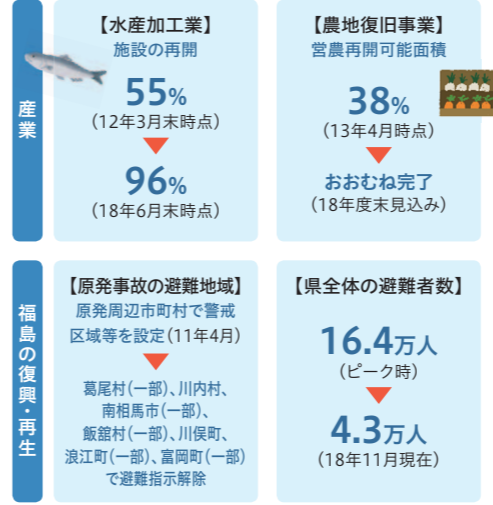 産業
【水産加工業】
施設の再開
55%
(12年3月末時点)
96%
(18年6月末時点)
【農地復旧事業】
営農再開可能面積
38%
(13年4月時点)
おおむね完了
(18年度末見込み)
福島の復興・再生
【原発事故の避難地域】
原発周辺市町村で警戒
区域等を設定(11年4月)
葛尾村(一部)、川内村、
南相馬市(一部)、
飯舘村(一部)、川俣町、
浪江町(一部)、富岡町(一部)
で避難指示解除
【県全体の避難者数】
16.4万人
(ピーク時)
4.3万人
(18年11月現在)